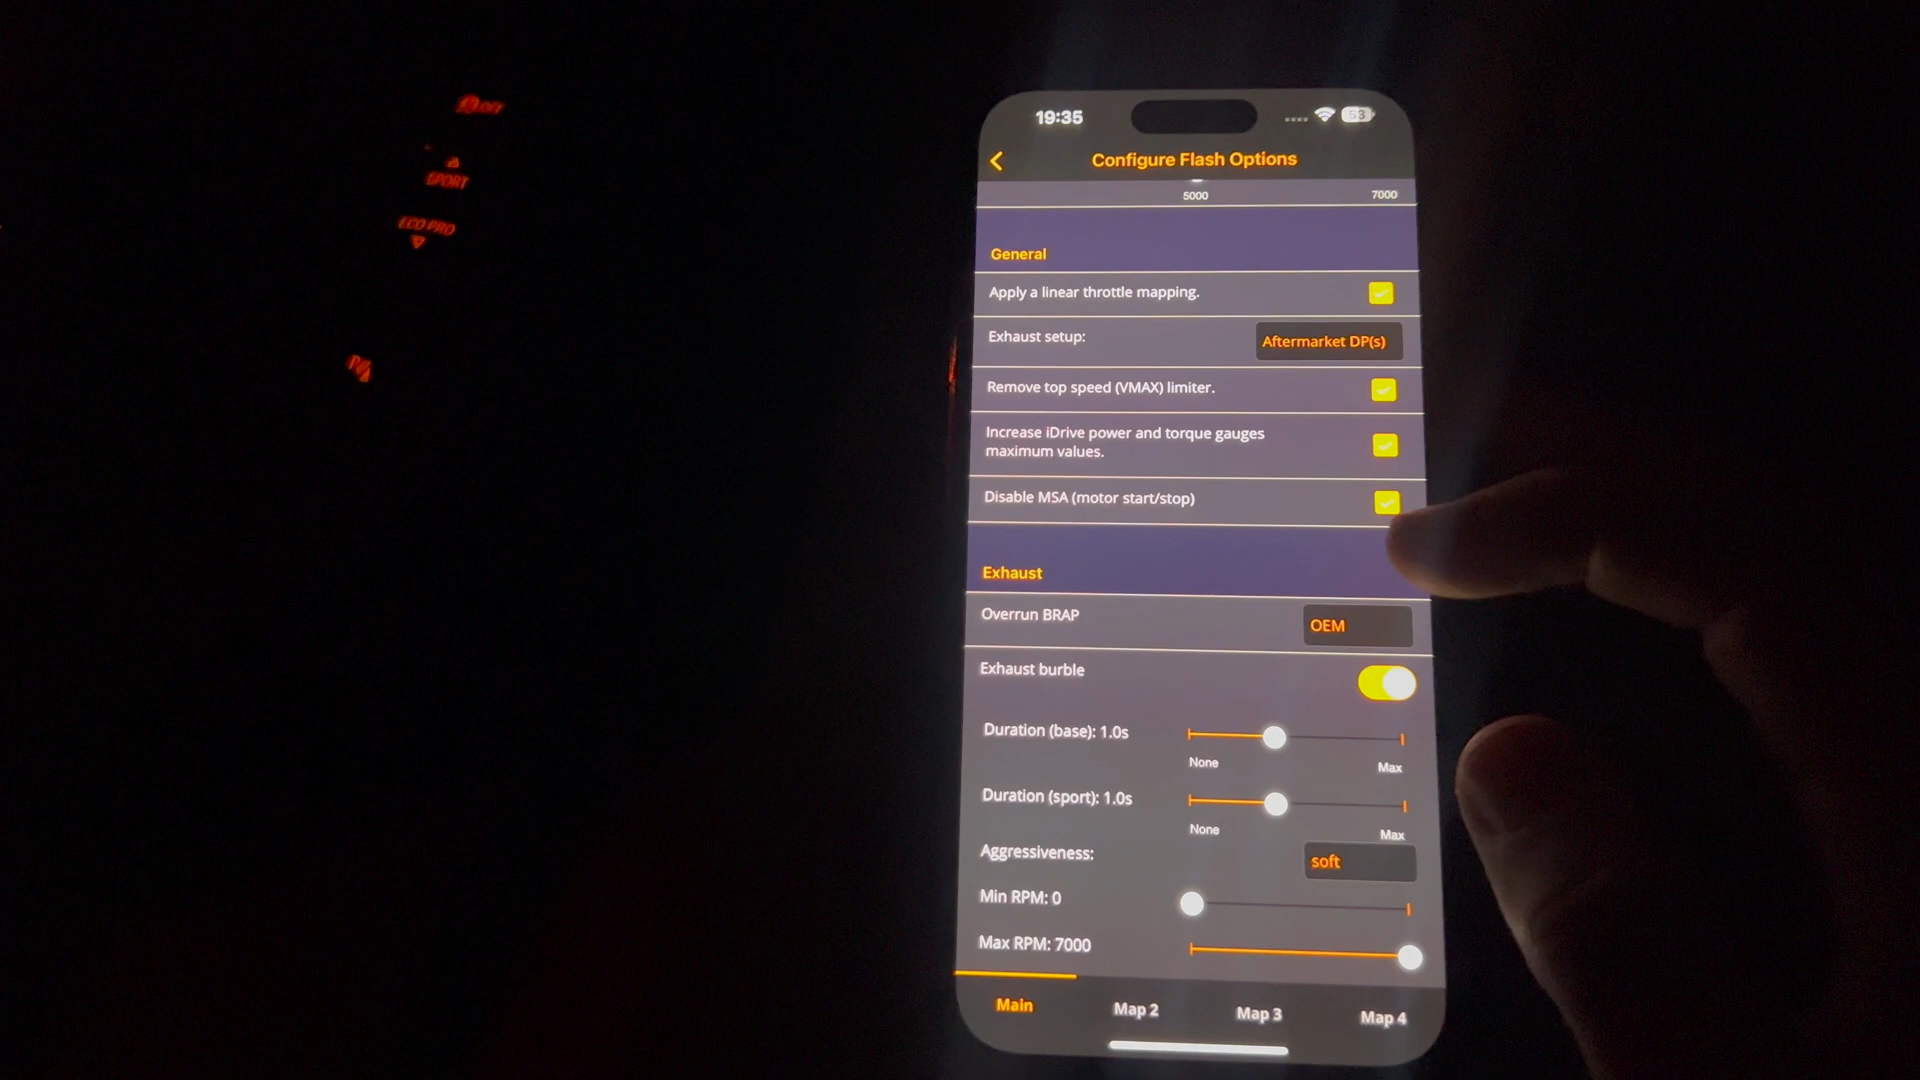 OFF
SPORT
ECO PRO
P
19:35
53
Configure Flash Options
5000 7000
General
Apply a linear throttle mapping.
Exhaust setup: Aftermarket DP(s)
Remove top speed (VMAX) limiter.
Increase iDrive power and torque gauges
maximum values.
Disable MSA (motor start/stop)
Exhaust
Overrun BRAP OEM
Exhaust burble
Duration (base): 1.0s
None Max
Duration (sport): 1.0s
None Max
Aggressiveness: soft
Min RPM: 0
Max RPM: 7000
Main Map 2 Map 3 Map 4